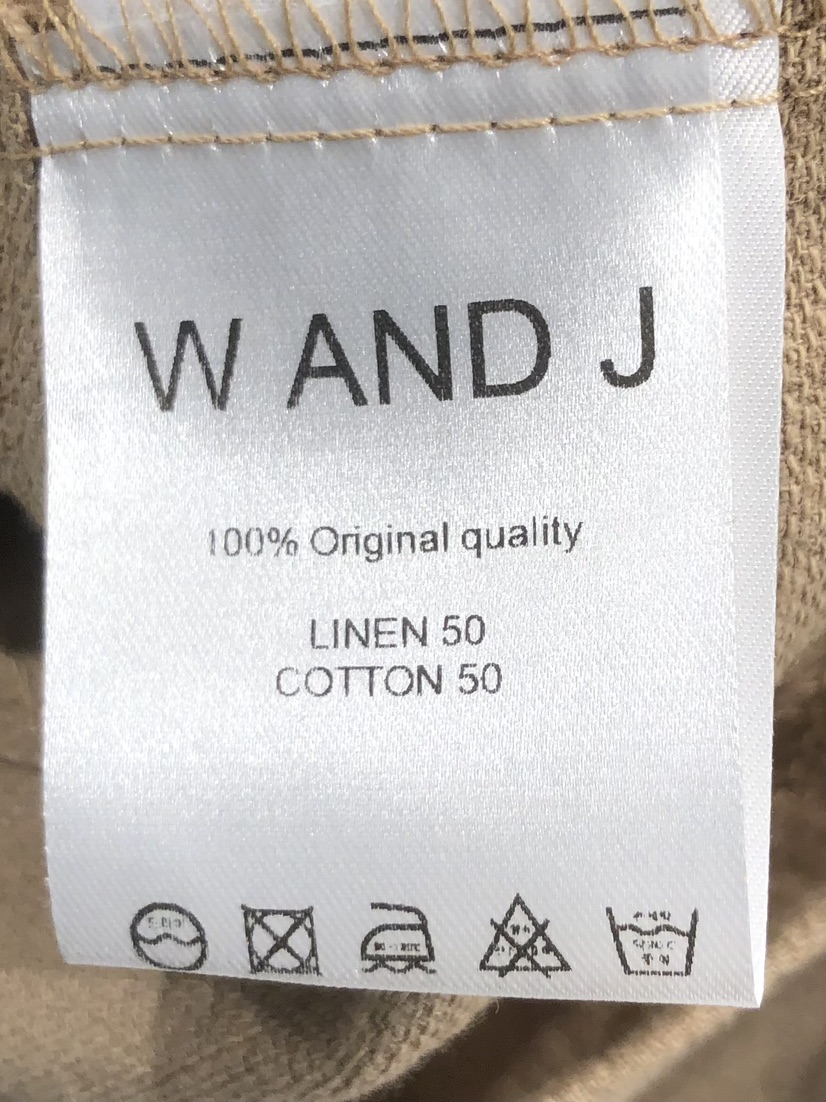 W AND J
100% Original quality
LINEN 50
COTTON 50